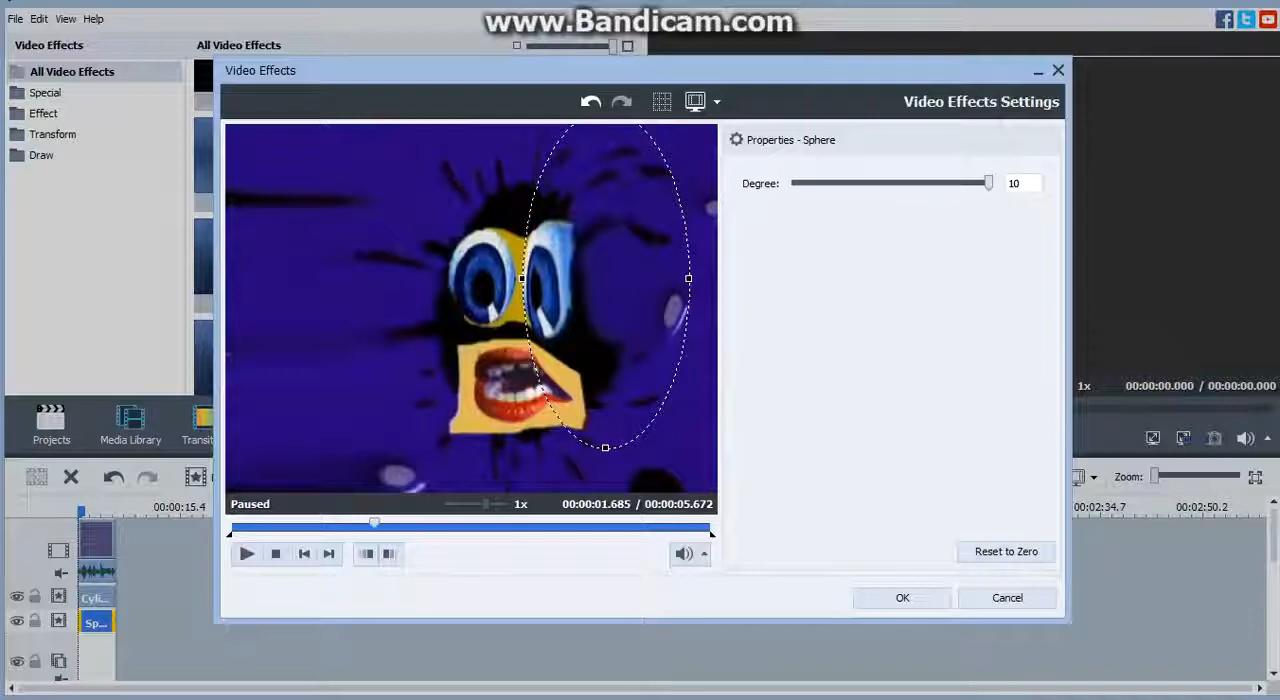 www.Bandicam.com
File Edit View Help
Video Effects
All Video Effects
All Video Effects
Special
Effect
Transform
Draw
Video Effects
Video Effects Settings
Properties - Sphere
Degree: 10
Paused 1x 00:00:01.685 / 00:00:05.672
Reset to Zero
OK Cancel
1x 00:00:00.000 / 00:00:00.000
Projects
Media Library
Transit
Zoom:
00:00:15.4
00:02:34.7
00:02:50.2
Cyli...
Sp...